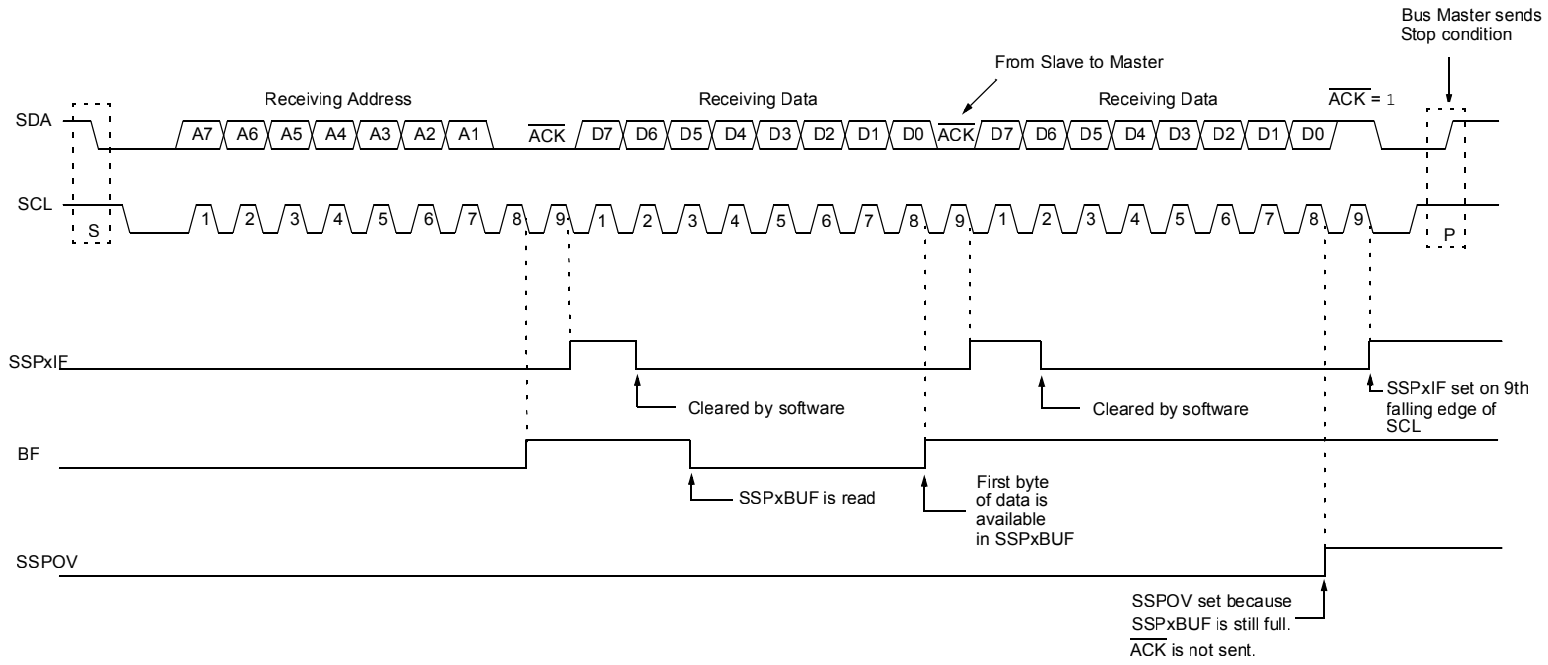 Bus Master sends
Stop condition
From Slave to Master
Receiving Address
Receiving Data
Receiving Data
ACK = 1
SDA
A7 A6 A5 A4 A3 A2 A1 ACK D7 D6 D5 D4 D3 D2 D1 D0 ACK D7 D6 D5 D4 D3 D2 D1 D0
SCL
1 2 3 4 5 6 7 8 9 1 2 3 4 5 6 7 8 9 1 2 3 4 5 6 7 8 9
S
P
SSPxIF
Cleared by software
Cleared by software
SSPxIF set on 9th
falling edge of
SCL
BF
SSPxBUF is read
First byte
of data is
available
in SSPxBUF
SSPOV
SSPOV set because
SSPxBUF is still full.
ACK is not sent.